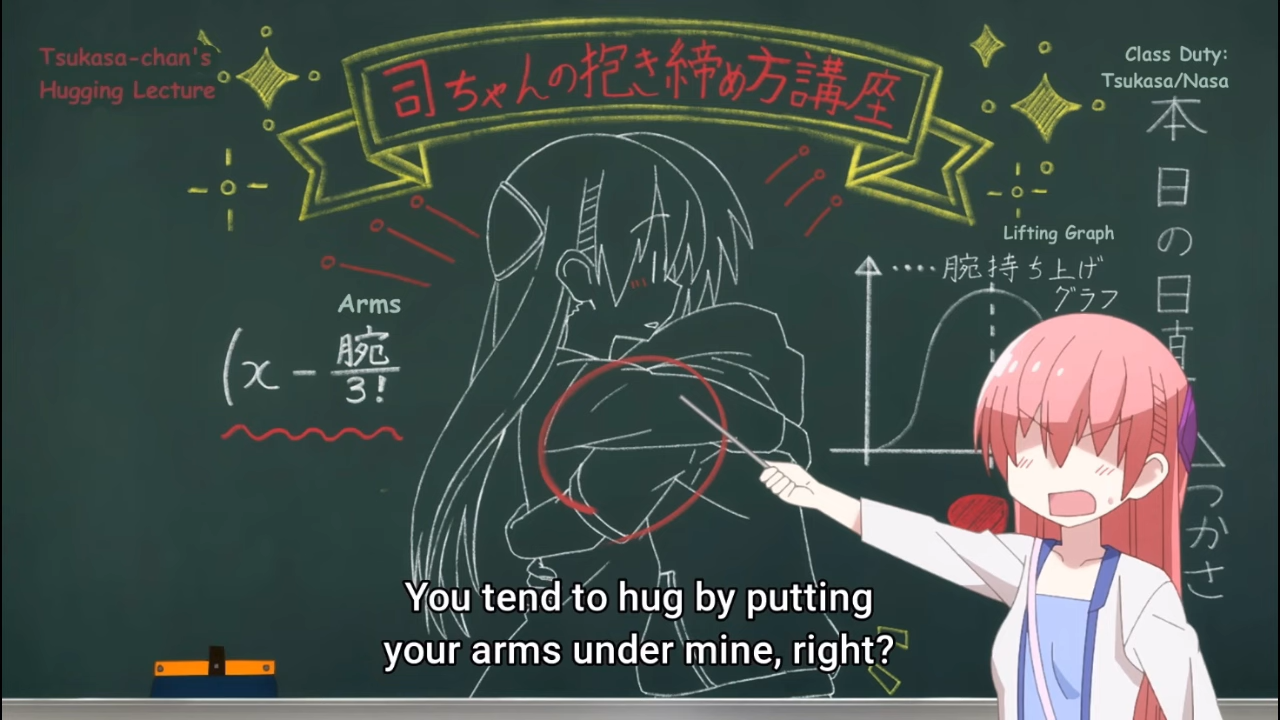 Tsukasa-chan's
Hugging Lecture
司ちゃんの抱き締め方講座
Class Duty:
Tsukasa/Nasa
本日の日直
つかさ
Lifting Graph
‥‥腕持ち上げ
グラフ
Arms
(x - 腕/3!
You tend to hug by putting
your arms under mine, right?